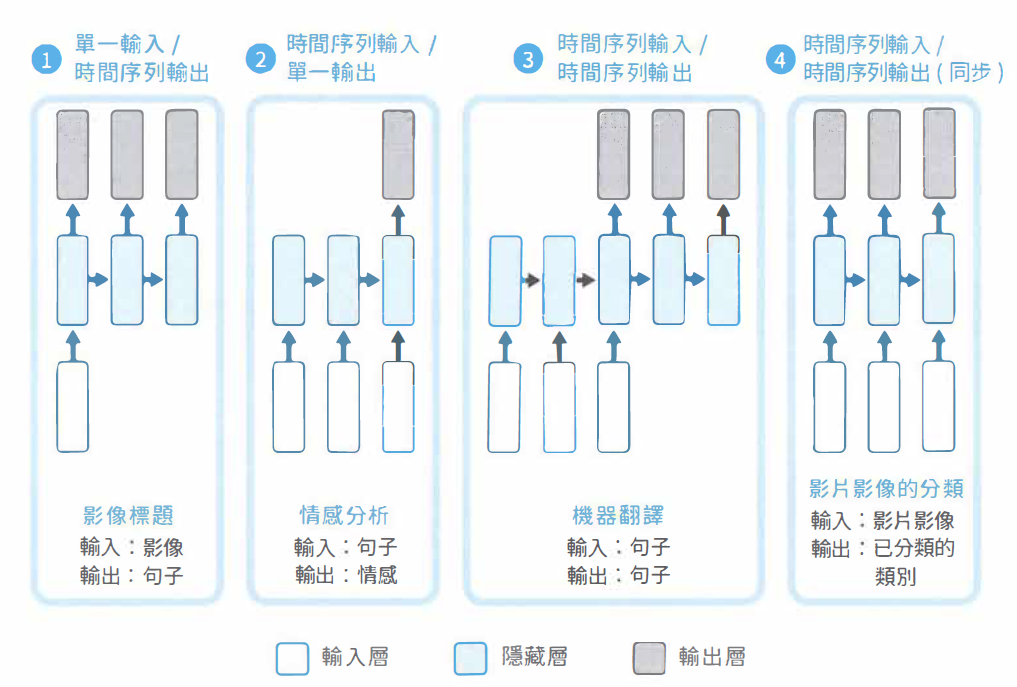 1 單一輸入 /
時間序列輸出
2 時間序列輸入 /
單一輸出
3 時間序列輸入 /
時間序列輸出
4 時間序列輸入 /
時間序列輸出 ( 同步 )
影像標題
輸入：影像
輸出：句子
情感分析
輸入：句子
輸出：情感
機器翻譯
輸入：句子
輸出：句子
影片影像的分類
輸入：影片影像
輸出：已分類的
類別
輸入層
隱藏層
輸出層